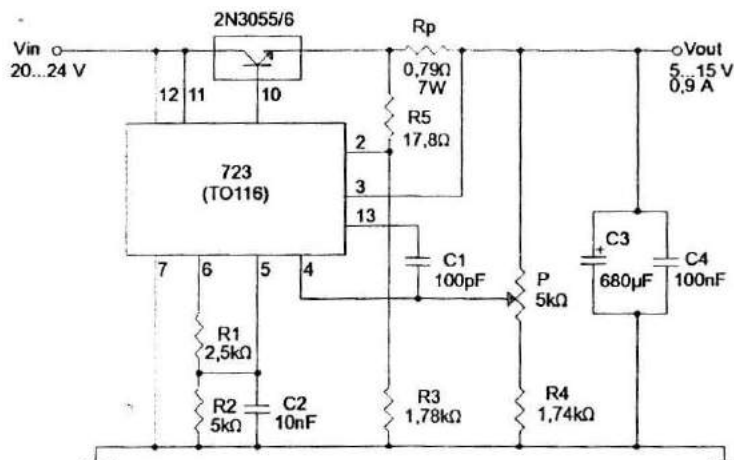 2N3055/6
Vin
20...24 V
Rp
0,79Ω
7W
Vout
5...15 V
0,9 A
12
11
10
R5
17,8Ω
723
(TO116)
2
3
13
7
6
5
4
C1
100pF
P
5kΩ
C3
+
680µF
C4
100nF
R1
2,5kΩ
R2
5kΩ
C2
10nF
R3
1,78kΩ
R4
1,74kΩ